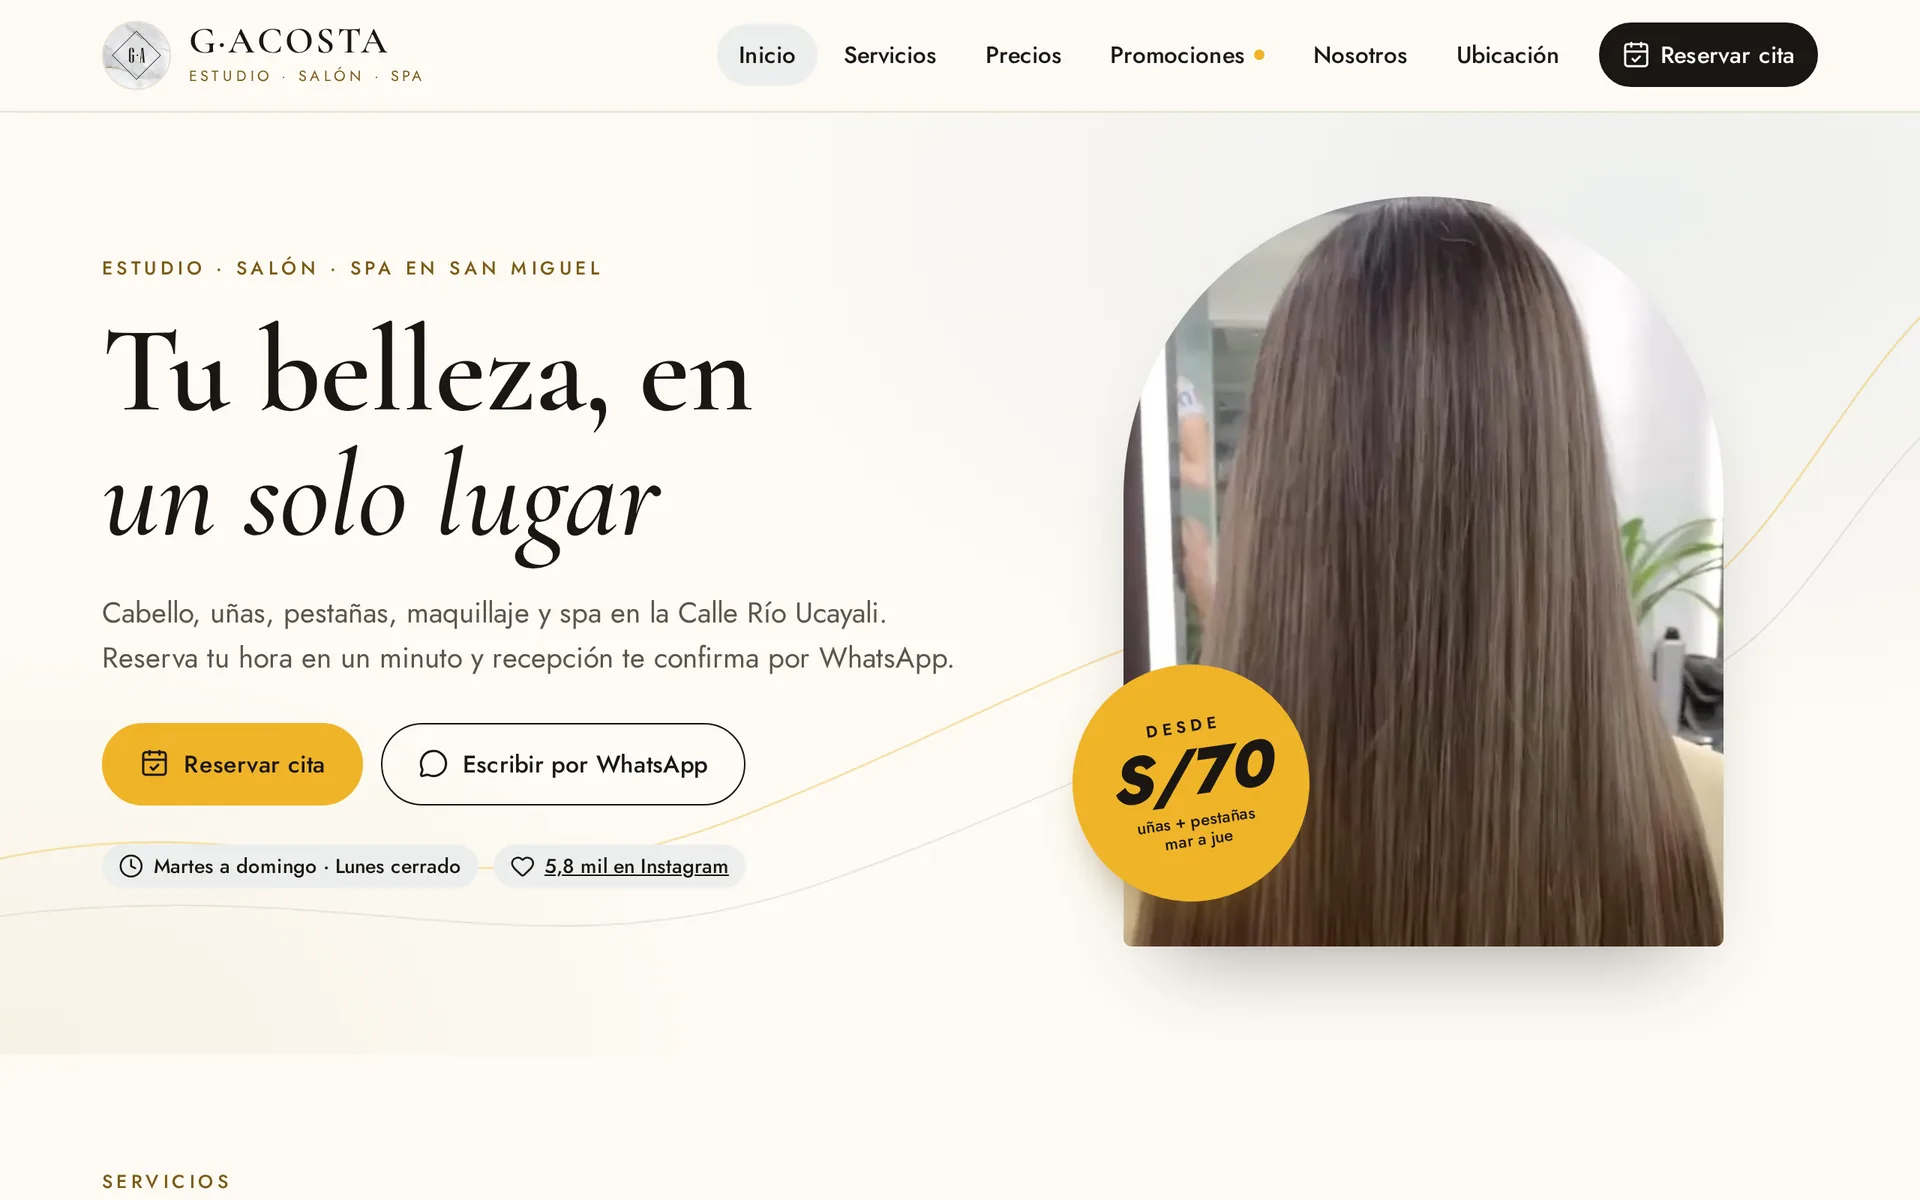 G·A
G·ACOSTA
ESTUDIO · SALÓN · SPA
Inicio
Servicios
Precios
Promociones
Nosotros
Ubicación
Reservar cita
ESTUDIO · SALÓN · SPA EN SAN MIGUEL
Tu belleza, en
un solo lugar
Cabello, uñas, pestañas, maquillaje y spa en la Calle Río Ucayali.
Reserva tu hora en un minuto y recepción te confirma por WhatsApp.
Reservar cita
Escribir por WhatsApp
Martes a domingo · Lunes cerrado
5,8 mil en Instagram
DESDE
S/70
uñas + pestañas
mar a jue
SERVICIOS